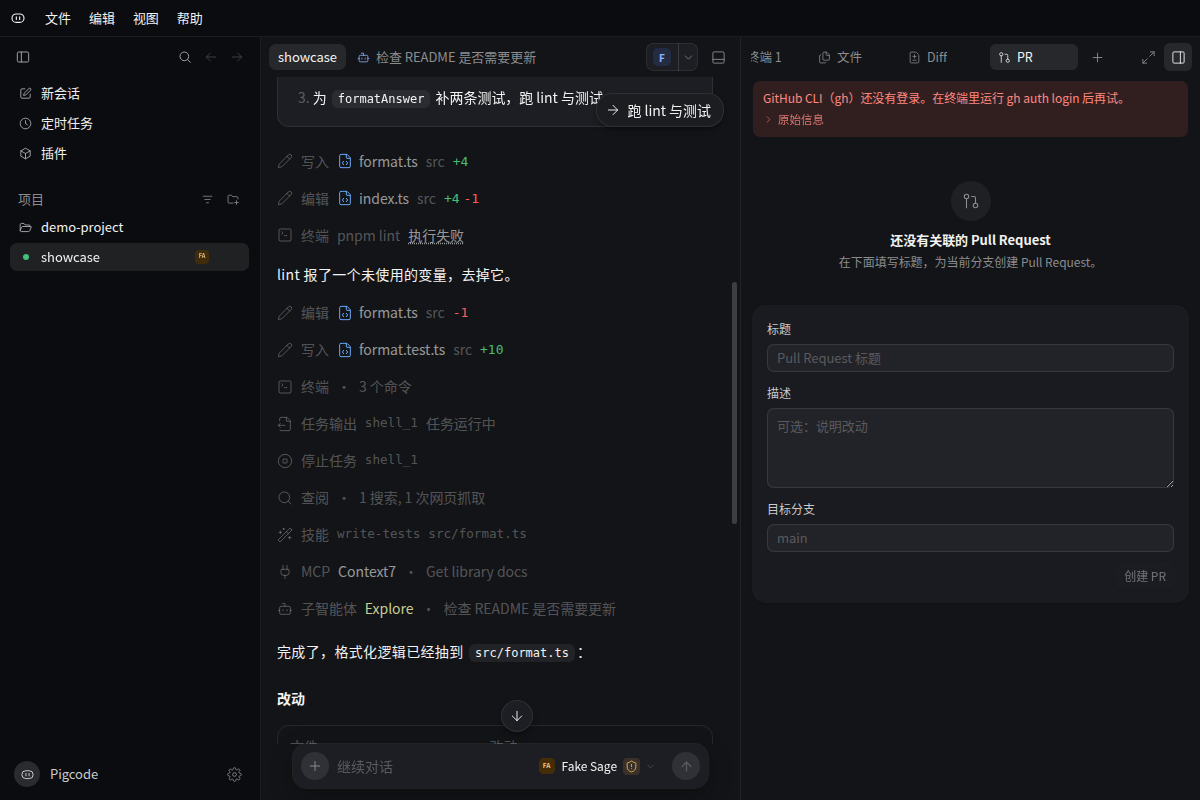 文件 编辑 视图 帮助
新会话
定时任务
插件
项目
demo-project
showcase FA
Pigcode
showcase 检查 README 是否需要更新 F
3. 为 formatAnswer 补两条测试，跑 lint 与测试
跑 lint 与测试
写入 format.ts src +4
编辑 index.ts src +4 -1
终端 pnpm lint 执行失败
lint 报了一个未使用的变量，去掉它。
编辑 format.ts src -1
写入 format.test.ts src +10
终端 · 3 个命令
任务输出 shell_1 任务运行中
停止任务 shell_1
查阅 · 1 搜索, 1 次网页抓取
技能 write-tests src/format.ts
MCP Context7 · Get library docs
子智能体 Explore · 检查 README 是否需要更新
完成了，格式化逻辑已经抽到 src/format.ts：
改动
文件 改动
继续对话 FA Fake Sage
终端 1 文件 Diff PR
GitHub CLI（gh）还没有登录。在终端里运行 gh auth login 后再试。
原始信息
还没有关联的 Pull Request
在下面填写标题，为当前分支创建 Pull Request。
标题
Pull Request 标题
描述
可选：说明改动
目标分支
main
创建 PR